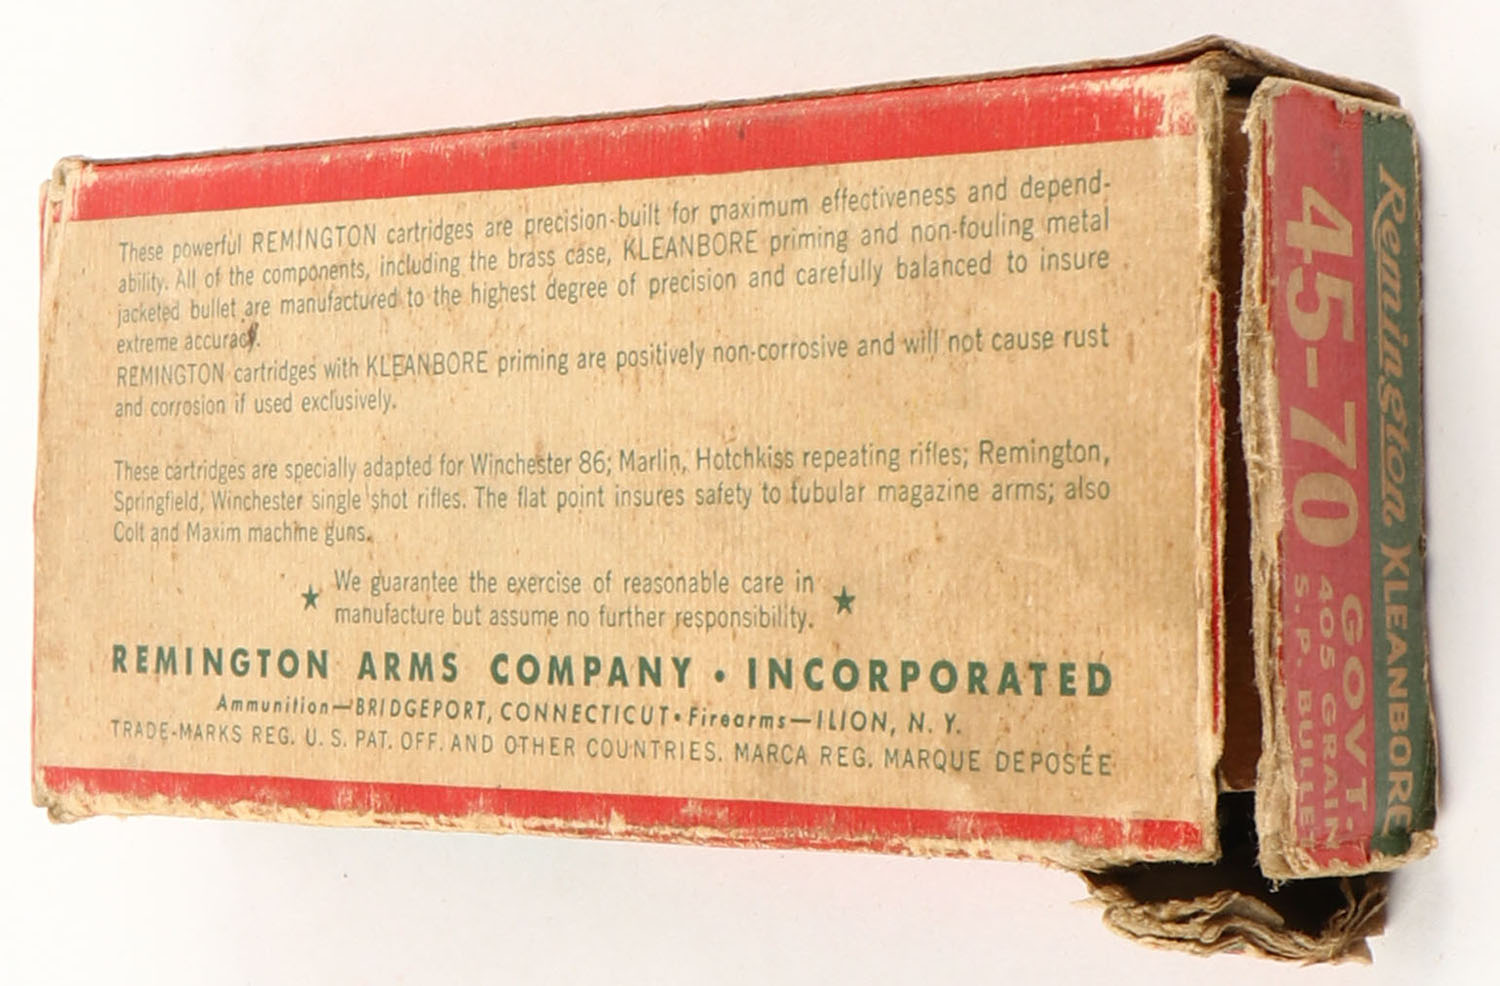 These powerful REMINGTON cartridges are precision-built for maximum effectiveness and depend-
ability. All of the components, including the brass case, KLEANBORE priming and non-fouling metal
jacketed bullet are manufactured to the highest degree of precision and carefully balanced to insure
extreme accuracy.
REMINGTON cartridges with KLEANBORE priming are positively non-corrosive and will not cause rust
and corrosion if used exclusively.
These cartridges are specially adapted for Winchester 86; Marlin, Hotchkiss repeating rifles; Remington,
Springfield, Winchester single shot rifles. The flat point insures safety to tubular magazine arms; also
Colt and Maxim machine guns.
★ We guarantee the exercise of reasonable care in ★
manufacture but assume no further responsibility.
REMINGTON ARMS COMPANY • INCORPORATED
Ammunition—BRIDGEPORT, CONNECTICUT • Firearms—ILION, N. Y.
TRADE-MARKS REG. U. S. PAT. OFF. AND OTHER COUNTRIES. MARCA REG. MARQUE DEPOSÉE
Remington KLEANBORE
45-70 GOVT.
405 GRAIN
S. P. BULLET